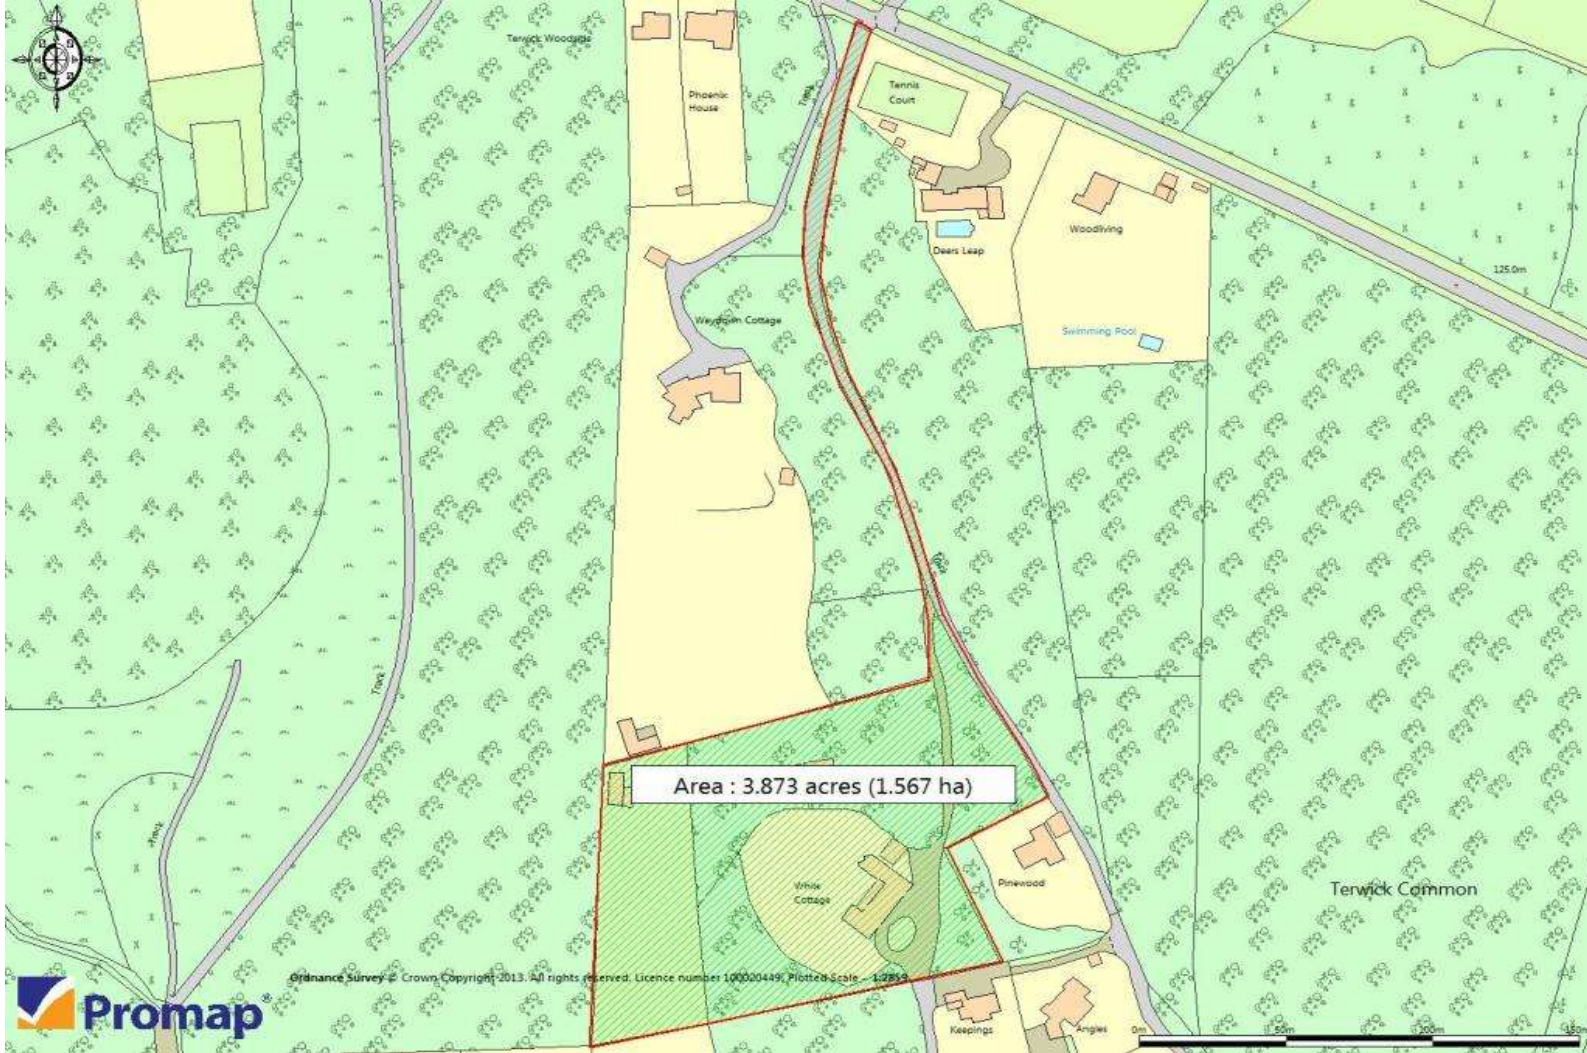 Terwick Woodside
Phoenix
House
Track
Tennis
Court
Deers Leap
Woodliving
125.0m
Swimming Pool
Weydown Cottage
Track
Track
Area : 3.873 acres (1.567 ha)
Track
White
Cottage
Pinewood
Terwick Common
Ordnance Survey © Crown Copyright 2013. All rights reserved. Licence number 100020449. Plotted Scale - 1:2859
Promap®
Keepings
Angles
0m
50m
100m
150m